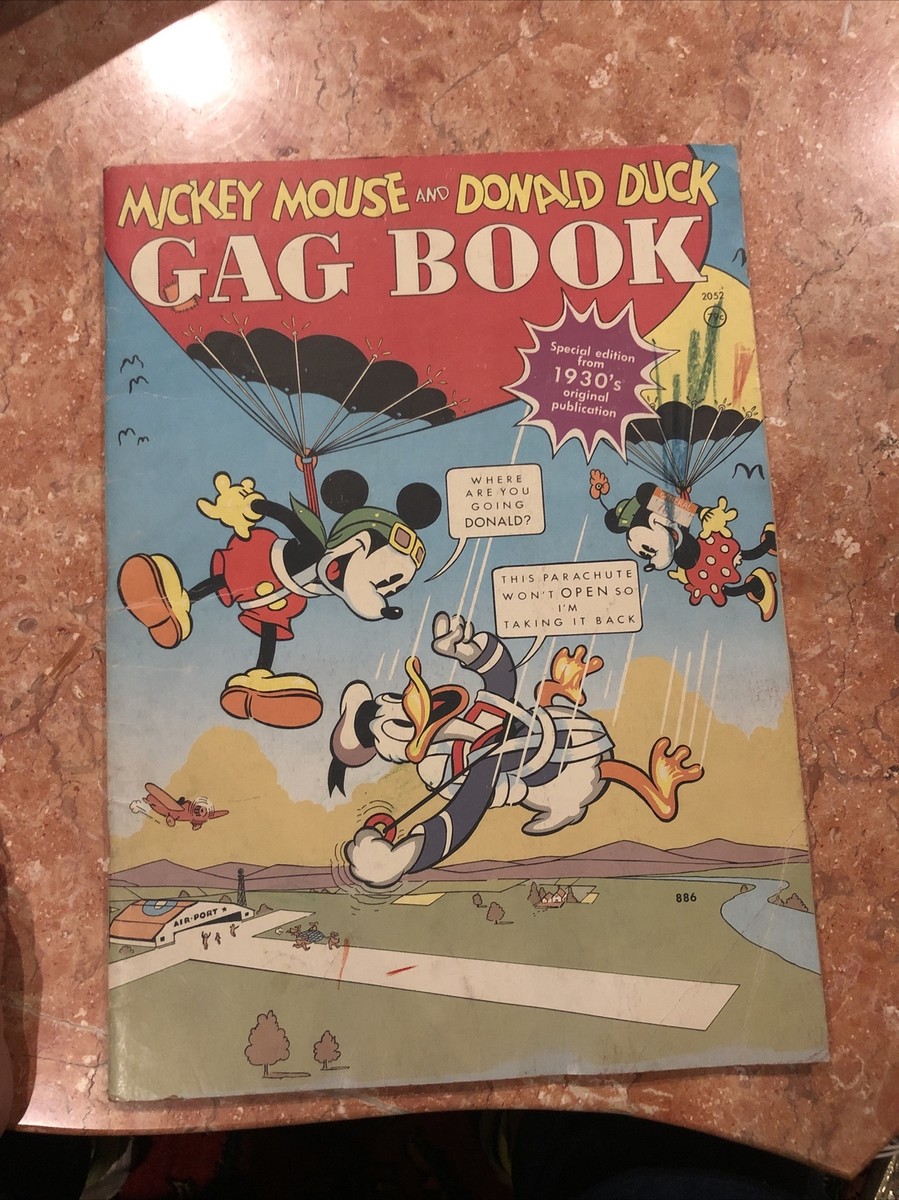 MICKEY MOUSE AND DONALD DUCK
GAG BOOK
2052
79¢
Special edition
from
1930's
original
publication
WHERE
ARE YOU
GOING
DONALD?
THIS PARACHUTE
WON'T OPEN SO
I'M
TAKING IT BACK
AIR-PORT
886